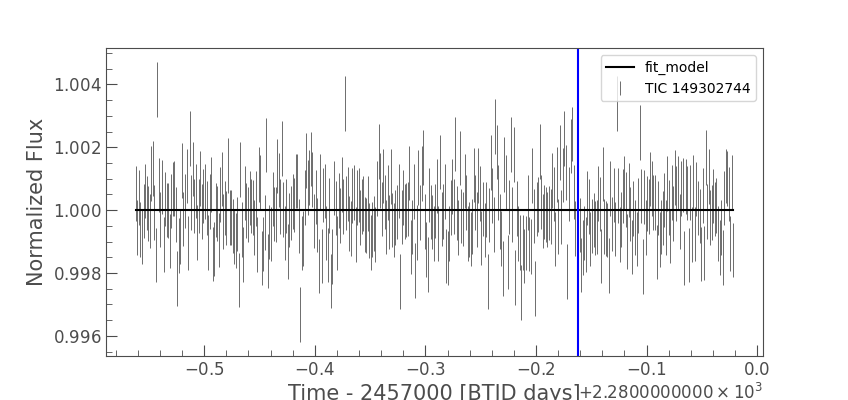 fit_model
TIC 149302744
1.004
1.002
1.000
0.998
0.996
Normalized Flux
−0.5
−0.4
−0.3
−0.2
−0.1
0.0
Time - 2457000 [BTJD days]
+2.2800000000 × 10³